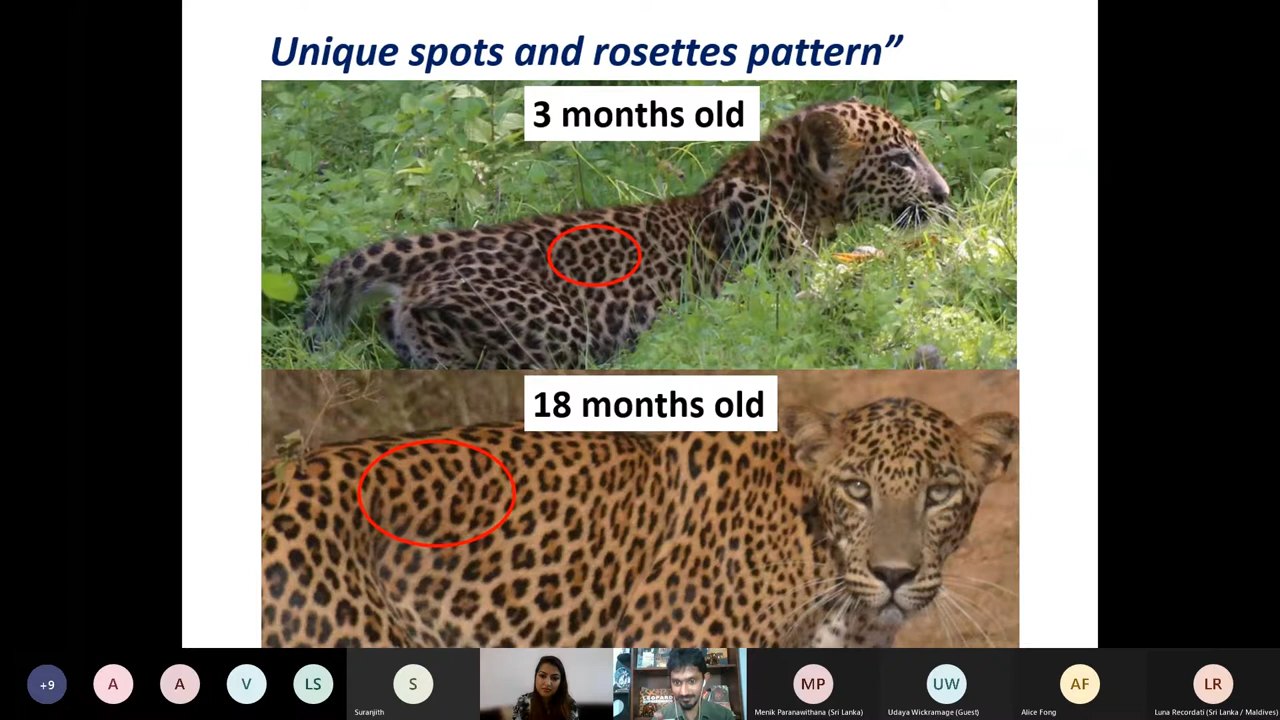 Unique spots and rosettes pattern”
3 months old
18 months old
+9
A
A
V
LS
S
MP
UW
AF
LR
Suranjith
Menik Paranawithana (Sri Lanka)
Udaya Wickramage (Guest)
Alice Fong
Luna Recordati (Sri Lanka / Maldives)